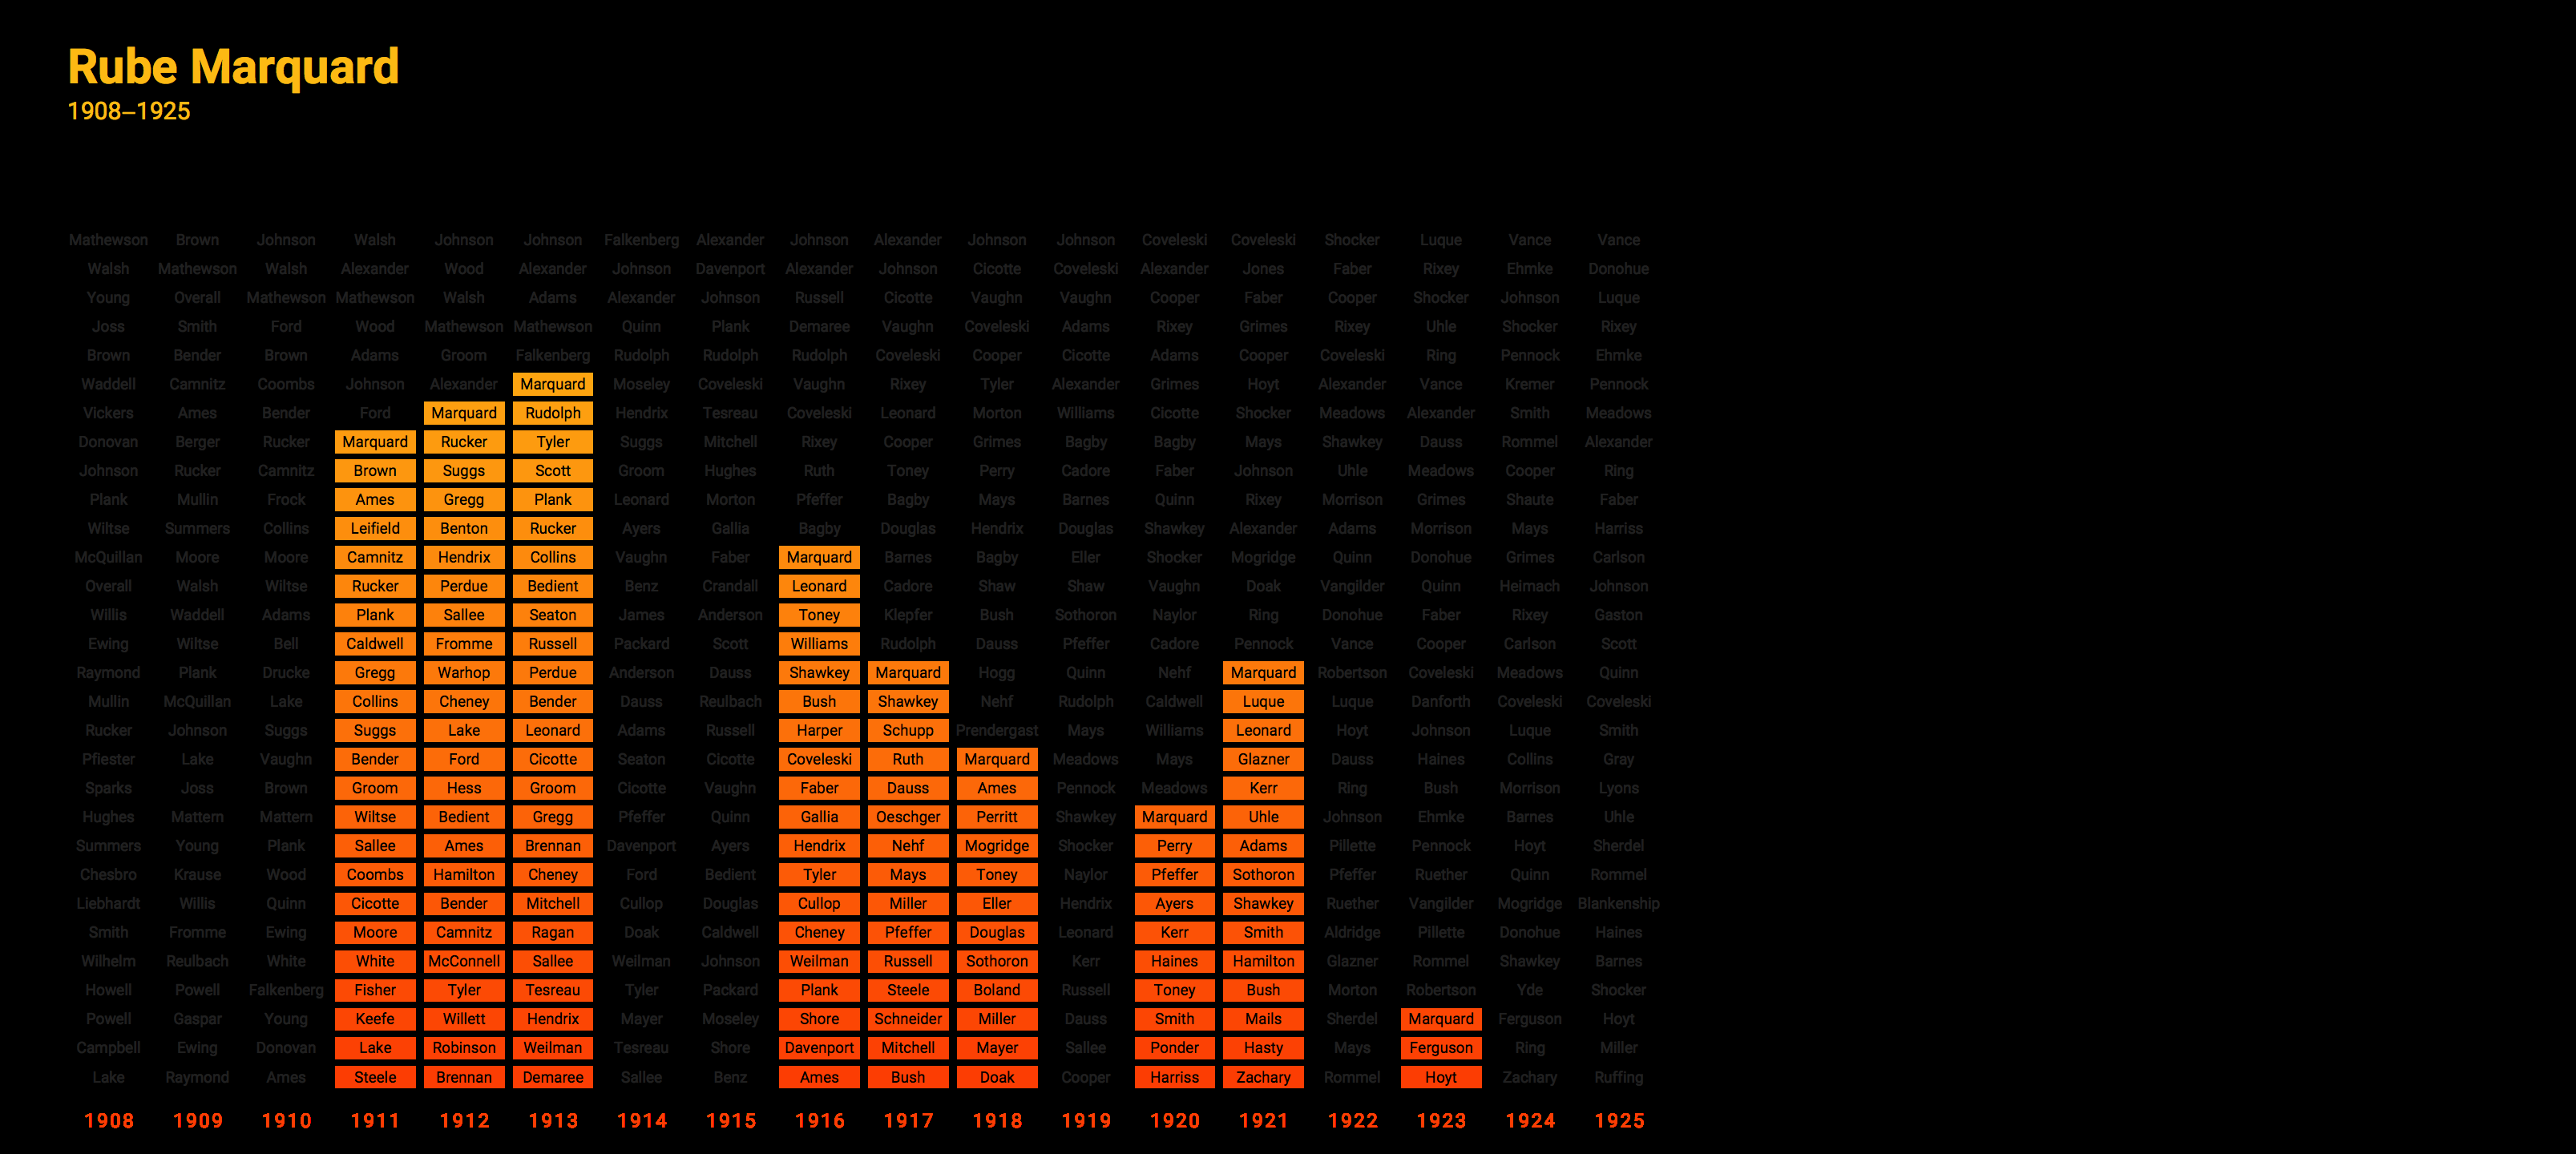 Rube Marquard
1908–1925
Mathewson Brown Johnson Walsh Johnson Johnson Falkenberg Alexander Johnson Alexander Johnson Johnson Coveleski Coveleski Shocker Luque Vance Vance
Walsh Mathewson Walsh Alexander Wood Alexander Johnson Davenport Alexander Johnson Cicotte Coveleski Alexander Jones Faber Rixey Ehmke Donohue
Young Overall Mathewson Mathewson Walsh Adams Alexander Johnson Russell Cicotte Vaughn Vaughn Cooper Faber Cooper Shocker Johnson Luque
Joss Smith Ford Wood Mathewson Mathewson Quinn Plank Demaree Vaughn Coveleski Adams Rixey Grimes Rixey Uhle Shocker Rixey
Brown Bender Brown Adams Groom Falkenberg Rudolph Rudolph Rudolph Coveleski Cooper Cicotte Adams Cooper Coveleski Ring Pennock Ehmke
Waddell Camnitz Coombs Johnson Alexander Marquard Moseley Coveleski Vaughn Rixey Tyler Alexander Grimes Hoyt Alexander Vance Kremer Pennock
Vickers Ames Bender Ford Marquard Rudolph Hendrix Tesreau Coveleski Leonard Morton Williams Cicotte Shocker Meadows Alexander Smith Meadows
Donovan Berger Rucker Marquard Rucker Tyler Suggs Mitchell Rixey Cooper Grimes Bagby Bagby Mays Shawkey Dauss Rommel Alexander
Johnson Rucker Camnitz Brown Suggs Scott Groom Hughes Ruth Toney Perry Cadore Faber Johnson Uhle Meadows Cooper Ring
Plank Mullin Frock Ames Gregg Plank Leonard Morton Pfeffer Bagby Mays Barnes Quinn Rixey Morrison Grimes Shaute Faber
Wiltse Summers Collins Leifield Benton Rucker Ayers Gallia Bagby Douglas Hendrix Douglas Shawkey Alexander Adams Morrison Mays Harriss
McQuillan Moore Moore Camnitz Hendrix Collins Vaughn Faber Marquard Barnes Bagby Eller Shocker Mogridge Quinn Donohue Grimes Carlson
Overall Walsh Wiltse Rucker Perdue Bedient Benz Crandall Leonard Cadore Shaw Shaw Vaughn Doak Vangilder Quinn Heimach Johnson
Willis Waddell Adams Plank Sallee Seaton James Anderson Toney Klepfer Bush Sothoron Naylor Ring Donohue Faber Rixey Gaston
Ewing Wiltse Bell Caldwell Fromme Russell Packard Scott Williams Rudolph Dauss Pfeffer Cadore Pennock Vance Cooper Carlson Scott
Raymond Plank Drucke Gregg Warhop Perdue Anderson Dauss Shawkey Marquard Hogg Quinn Nehf Marquard Robertson Coveleski Meadows Quinn
Mullin McQuillan Lake Collins Cheney Bender Dauss Reulbach Bush Shawkey Nehf Rudolph Caldwell Luque Luque Danforth Coveleski Coveleski
Rucker Johnson Suggs Suggs Lake Leonard Adams Russell Harper Schupp Prendergast Mays Williams Leonard Hoyt Johnson Luque Smith
Pfiester Lake Vaughn Bender Ford Cicotte Seaton Cicotte Coveleski Ruth Marquard Meadows Mays Glazner Dauss Haines Collins Gray
Sparks Joss Brown Groom Hess Groom Cicotte Vaughn Faber Dauss Ames Pennock Meadows Kerr Ring Bush Morrison Lyons
Hughes Mattern Mattern Wiltse Bedient Gregg Pfeffer Quinn Gallia Oeschger Perritt Shawkey Marquard Uhle Johnson Ehmke Barnes Uhle
Summers Young Plank Sallee Ames Brennan Davenport Ayers Hendrix Nehf Mogridge Shocker Perry Adams Pillette Pennock Hoyt Sherdel
Chesbro Krause Wood Coombs Hamilton Cheney Ford Bedient Tyler Mays Toney Naylor Pfeffer Sothoron Pfeffer Ruether Quinn Rommel
Liebhardt Willis Quinn Cicotte Bender Mitchell Cullop Douglas Cullop Miller Eller Hendrix Ayers Shawkey Ruether Vangilder Mogridge Blankenship
Smith Fromme Ewing Moore Camnitz Ragan Doak Caldwell Cheney Pfeffer Douglas Leonard Kerr Smith Aldridge Pillette Donohue Haines
Wilhelm Reulbach White White McConnell Sallee Weilman Johnson Weilman Russell Sothoron Kerr Haines Hamilton Glazner Rommel Shawkey Barnes
Howell Powell Falkenberg Fisher Tyler Tesreau Tyler Packard Plank Steele Boland Russell Toney Bush Morton Robertson Yde Shocker
Powell Gaspar Young Keefe Willett Hendrix Mayer Moseley Shore Schneider Miller Dauss Smith Mails Sherdel Marquard Ferguson Hoyt
Campbell Ewing Donovan Lake Robinson Weilman Tesreau Shore Davenport Mitchell Mayer Sallee Ponder Hasty Mays Ferguson Ring Miller
Lake Raymond Ames Steele Brennan Demaree Sallee Benz Ames Bush Doak Cooper Harriss Zachary Rommel Hoyt Zachary Ruffing
1908 1909 1910 1911 1912 1913 1914 1915 1916 1917 1918 1919 1920 1921 1922 1923 1924 1925